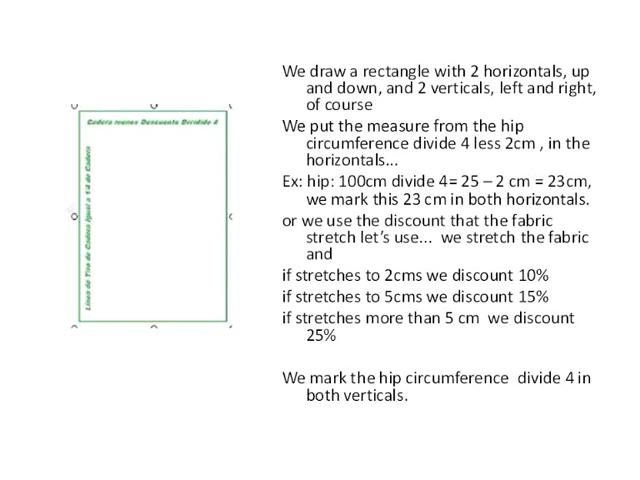 Cadera menos Descuento Dividido 4
Linea de Tiro de Cadera Igual a 1/4 de Cadera
We draw a rectangle with 2 horizontals, up
and down, and 2 verticals, left and right,
of course
We put the measure from the hip
circumference divide 4 less 2cm , in the
horizontals...
Ex: hip: 100cm divide 4= 25 – 2 cm = 23cm,
we mark this 23 cm in both horizontals.
or we use the discount that the fabric
stretch let’s use...  we stretch the fabric
and
if stretches to 2cms we discount 10%
if stretches to 5cms we discount 15%
if stretches more than 5 cm  we discount
25%
We mark the hip circumference  divide 4 in
both verticals.